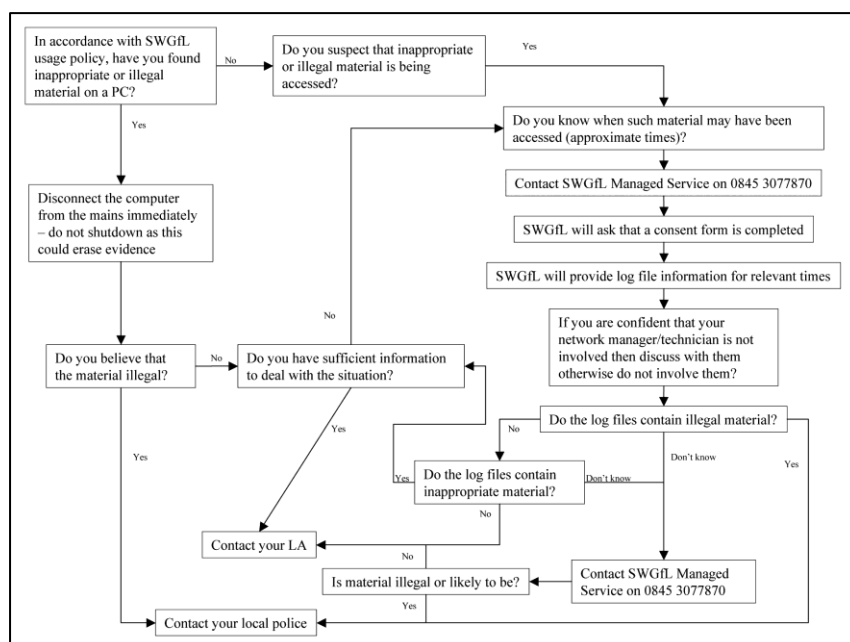 In accordance with SWGfL
usage policy, have you found
inappropriate or illegal
material on a PC?
No
Do you suspect that inappropriate
or illegal material is being
accessed?
Yes
Do you know when such material may have been
accessed (approximate times)?
Yes
Contact SWGfL Managed Service on 0845 3077870
Disconnect the computer
from the mains immediately
– do not shutdown as this
could erase evidence
SWGfL will ask that a consent form is completed
SWGfL will provide log file information for relevant times
No
If you are confident that your
network manager/technician is not
involved then discuss with them
otherwise do not involve them?
Do you believe that
the material illegal?
No
Do you have sufficient information
to deal with the situation?
Do the log files contain illegal material?
Yes
Yes
No
Don't know
Yes
Do the log files contain
inappropriate material?
Yes
Don't know
No
Contact your LA
No
Is material illegal or likely to be?
Contact SWGfL Managed
Service on 0845 3077870
Yes
Contact your local police